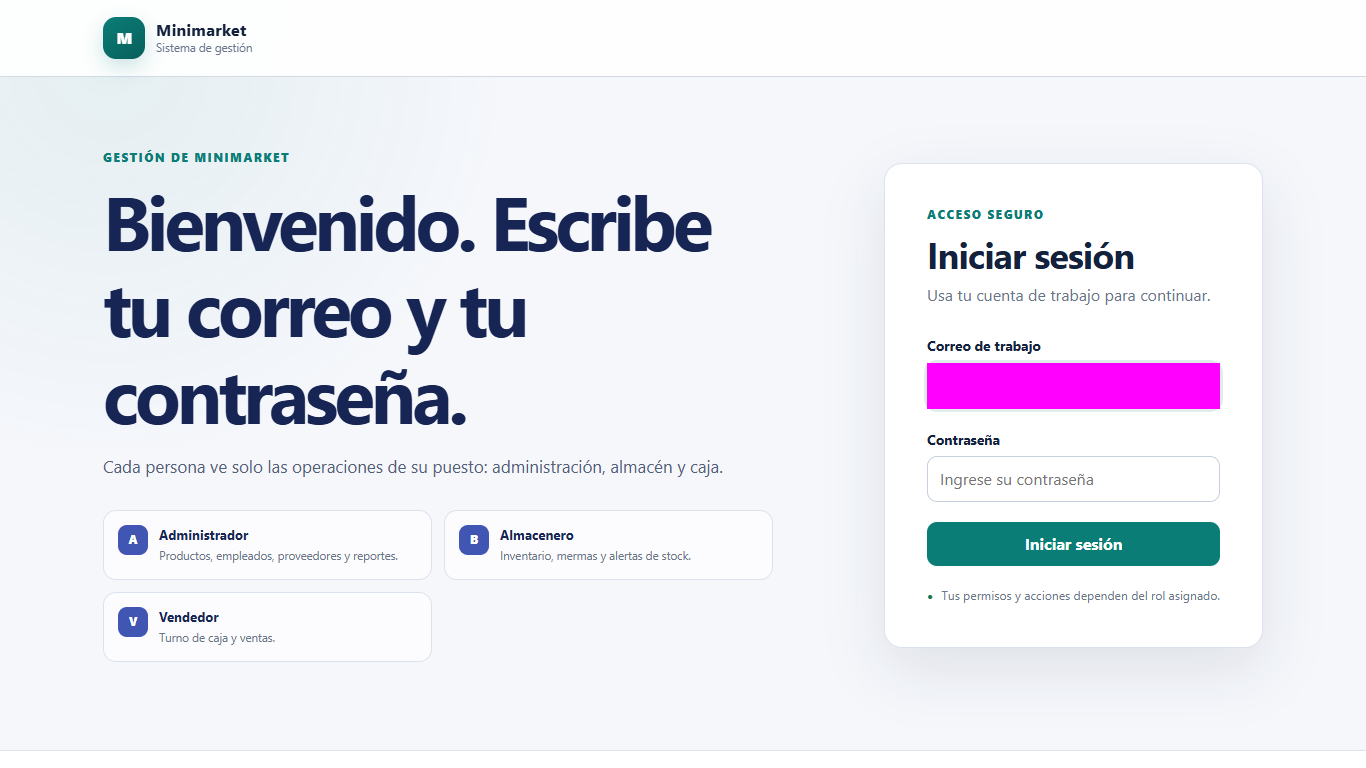 M
Minimarket
Sistema de gestión
GESTIÓN DE MINIMARKET
Bienvenido. Escribe
tu correo y tu
contraseña.
Cada persona ve solo las operaciones de su puesto: administración, almacén y caja.
A
Administrador
Productos, empleados, proveedores y reportes.
B
Almacenero
Inventario, mermas y alertas de stock.
V
Vendedor
Turno de caja y ventas.
ACCESO SEGURO
Iniciar sesión
Usa tu cuenta de trabajo para continuar.
Correo de trabajo
Contraseña
Ingrese su contraseña
Iniciar sesión
• Tus permisos y acciones dependen del rol asignado.